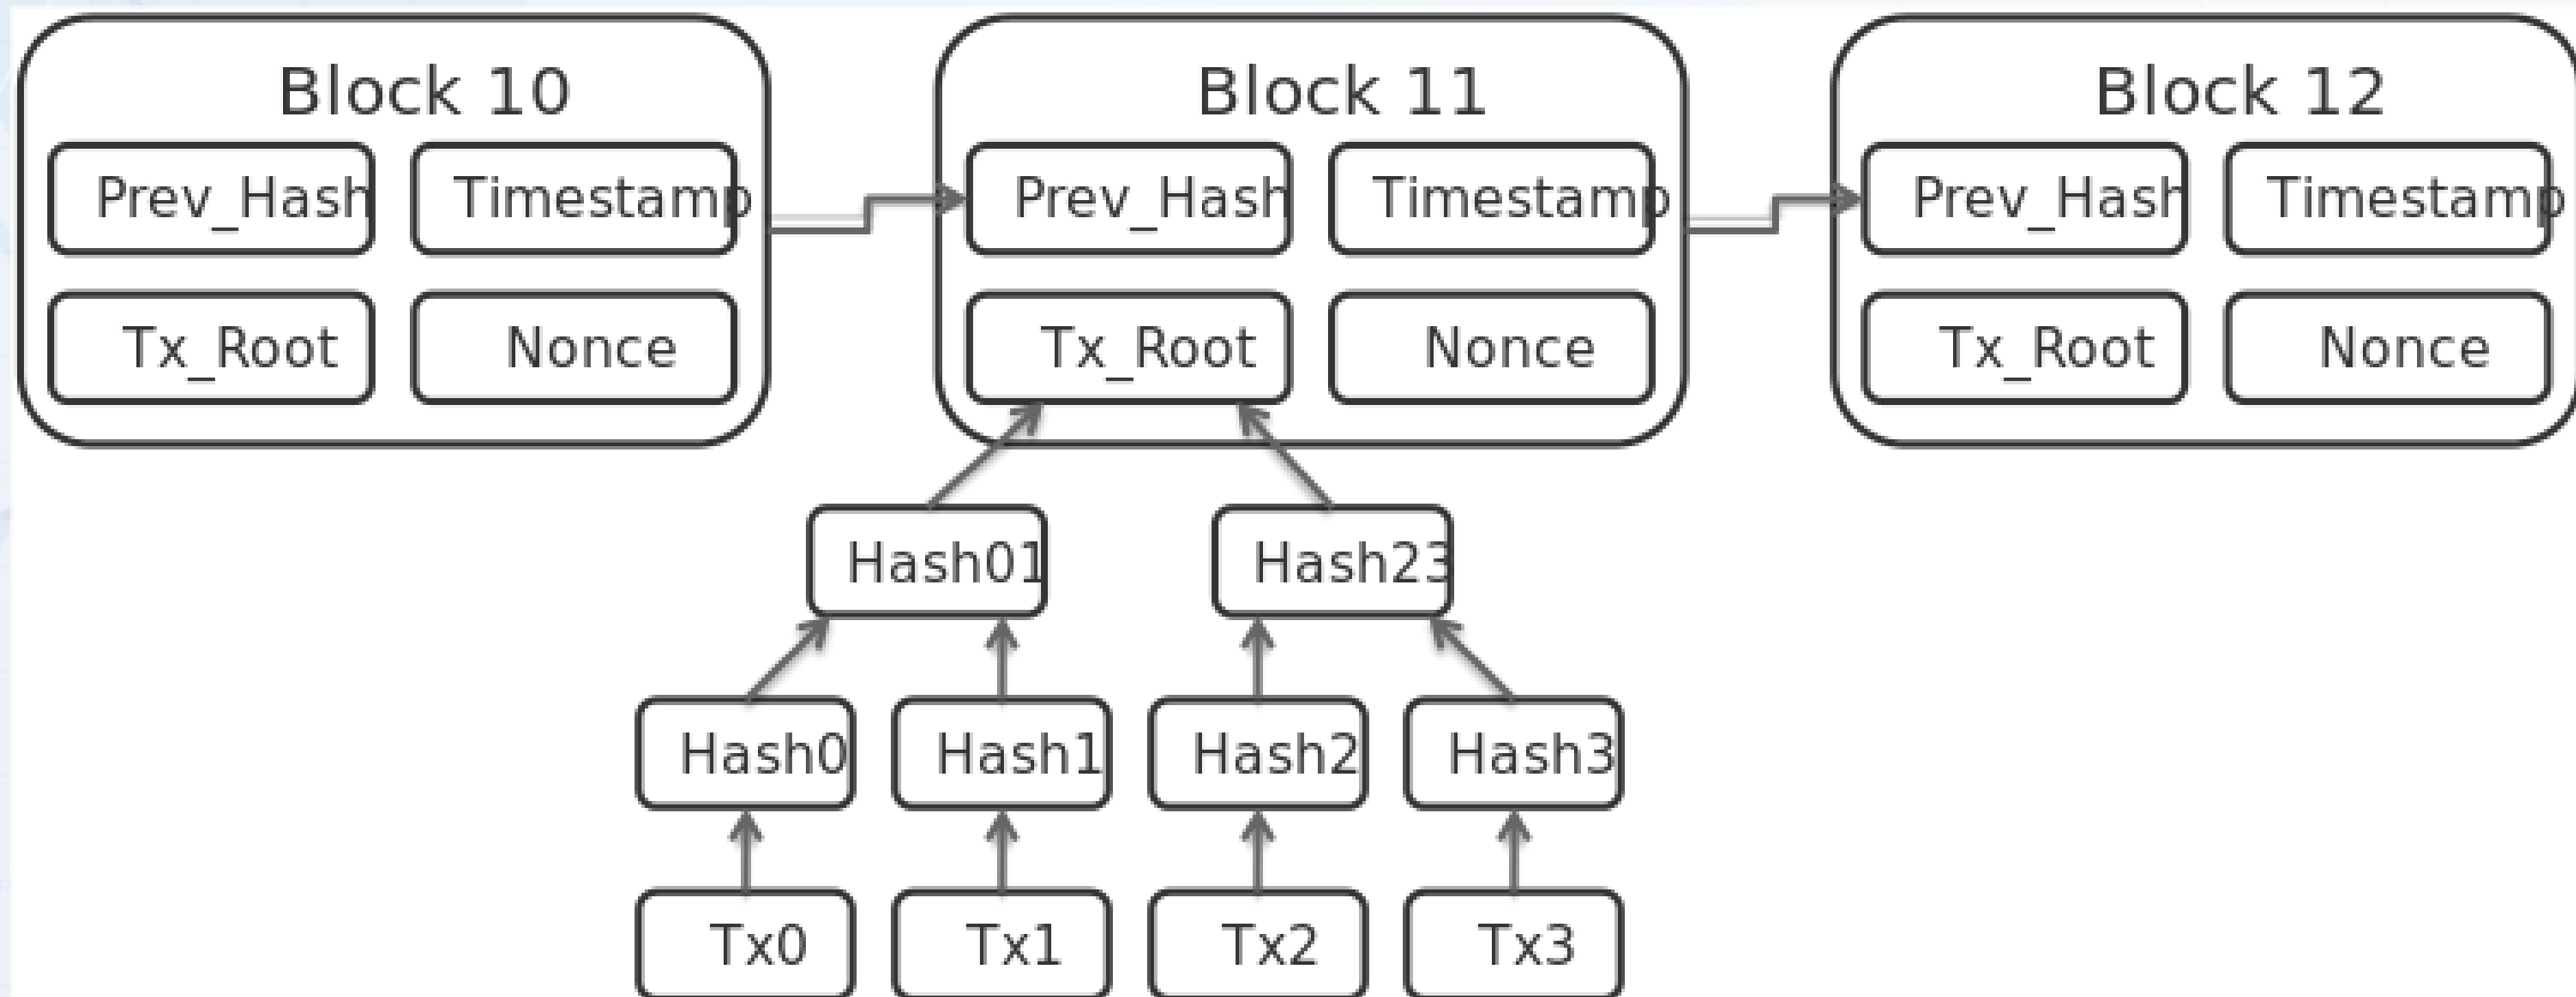 Block 10
Block 11
Block 12
Prev_Hash
Timestamp
Prev_Hash
Timestamp
Prev_Hash
Timestamp
Tx_Root
Nonce
Tx_Root
Nonce
Tx_Root
Nonce
Hash01
Hash23
Hash0
Hash1
Hash2
Hash3
Tx0
Tx1
Tx2
Tx3